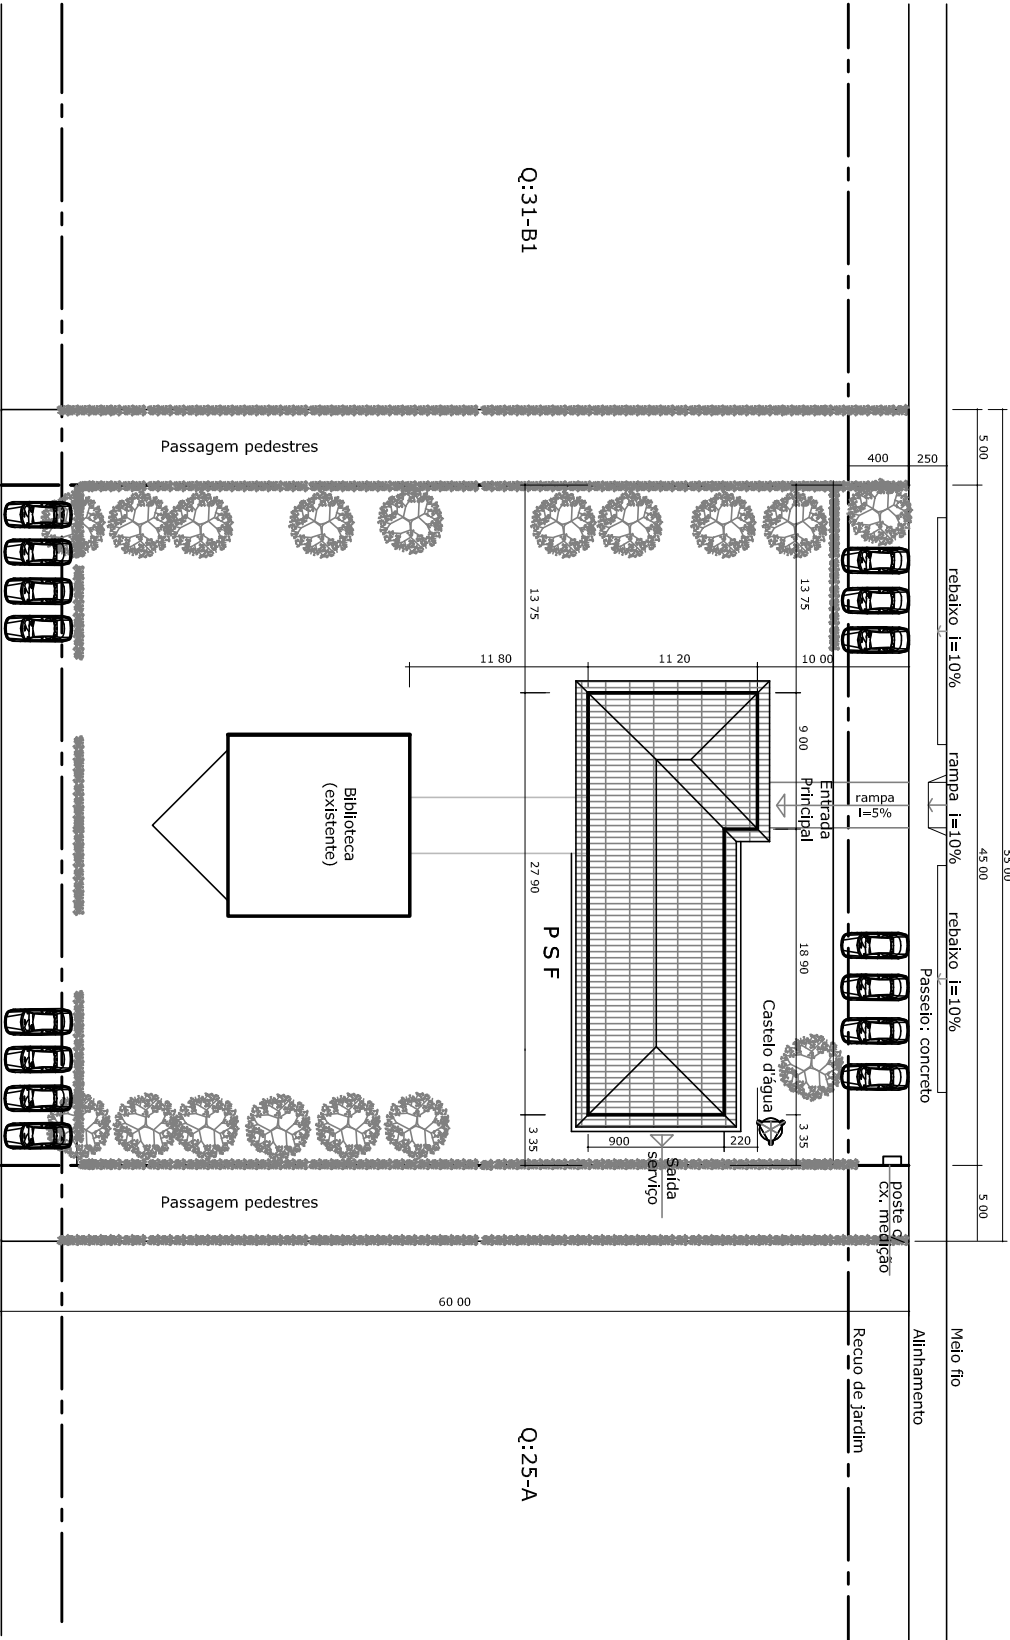 Q:31-B1
Passagem pedestres
5 00
400
250
13 75
13 75
rebaixo i=10%
11 80
11 20
10 00
9 00
Entrada
Principal
rampa
I=5%
rampa i=10%
45 00
55 00
Biblioteca
(existente)
27 90
P S F
18 90
rebaixo i=10%
Passeio: concreto
Castelo d'água
3 35
900
220
3 35
Saída
serviço
Passagem pedestres
poste c/
cx. medição
5 00
60 00
Recuo de jardim
Alinhamento
Meio fio
Q:25-A